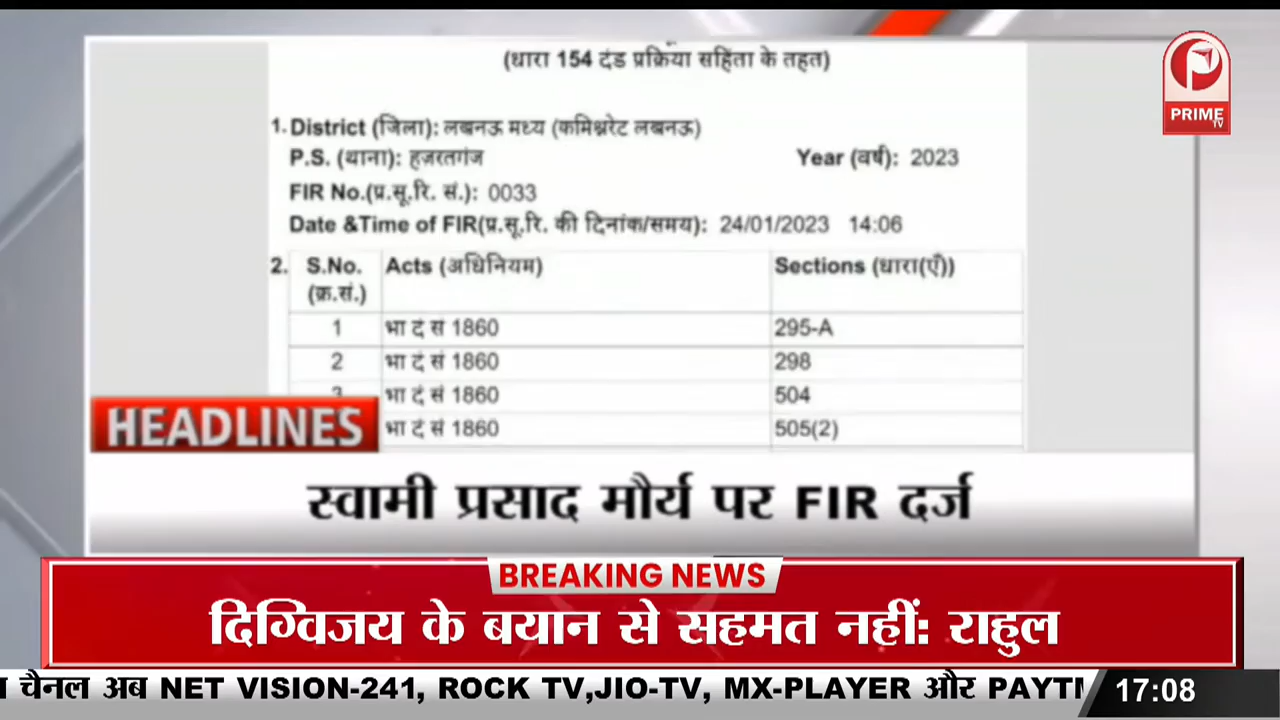 (धारा 154 दंड प्रक्रिया सहिंता के तहत)
PRIME
TV
1. District (जिला): लखनऊ मध्य (कमिश्नरेट लखनऊ)
P.S. (थाना): हज़रतगंज Year (वर्ष): 2023
FIR No.(प्र.सू.रि. सं.): 0033
Date &Time of FIR(प्र.सू.रि. की दिनांक/समय): 24/01/2023 14:06
2. S.No. Acts (अधिनियम) Sections (धारा(एँ))
(क्र.सं.)
1 भा दं सं 1860 295-A
2 भा दं सं 1860 298
3 भा दं सं 1860 504
भा दं सं 1860 505(2)
HEADLINES
स्वामी प्रसाद मौर्य पर FIR दर्ज
BREAKING NEWS
दिग्विजय के बयान से सहमत नहीं: राहुल
चैनल अब NET VISION-241, ROCK TV,JIO-TV, MX-PLAYER और 17:08